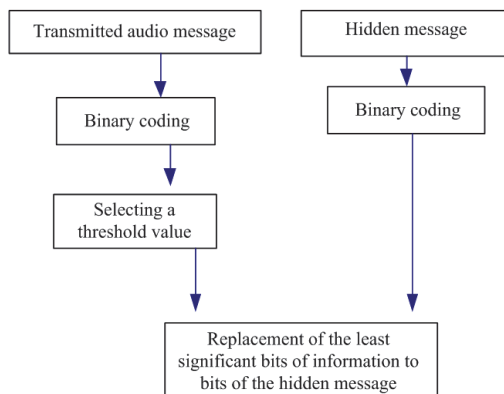 Transmitted audio message
Hidden message
Binary coding
Binary coding
Selecting a
threshold value
Replacement of the least
significant bits of information to
bits of the hidden message